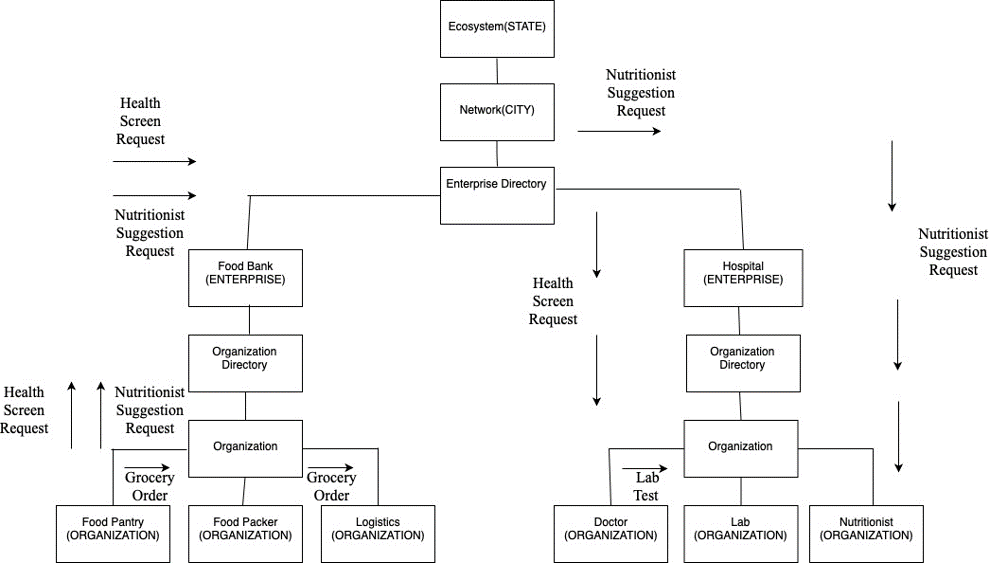 Ecosystem(STATE)
Network(CITY)
Nutritionist
Suggestion
Request
Health
Screen
Request
Enterprise Directory
Nutritionist
Suggestion
Request
Nutritionist
Suggestion
Request
Food Bank
(ENTERPRISE)
Hospital
(ENTERPRISE)
Health
Screen
Request
Organization
Directory
Organization
Directory
Health
Screen
Request
Nutritionist
Suggestion
Request
Organization
Organization
Grocery
Order
Grocery
Order
Lab
Test
Food Pantry
(ORGANIZATION)
Food Packer
(ORGANIZATION)
Logistics
(ORGANIZATION)
Doctor
(ORGANIZATION)
Lab
(ORGANIZATION)
Nutritionist
(ORGANIZATION)